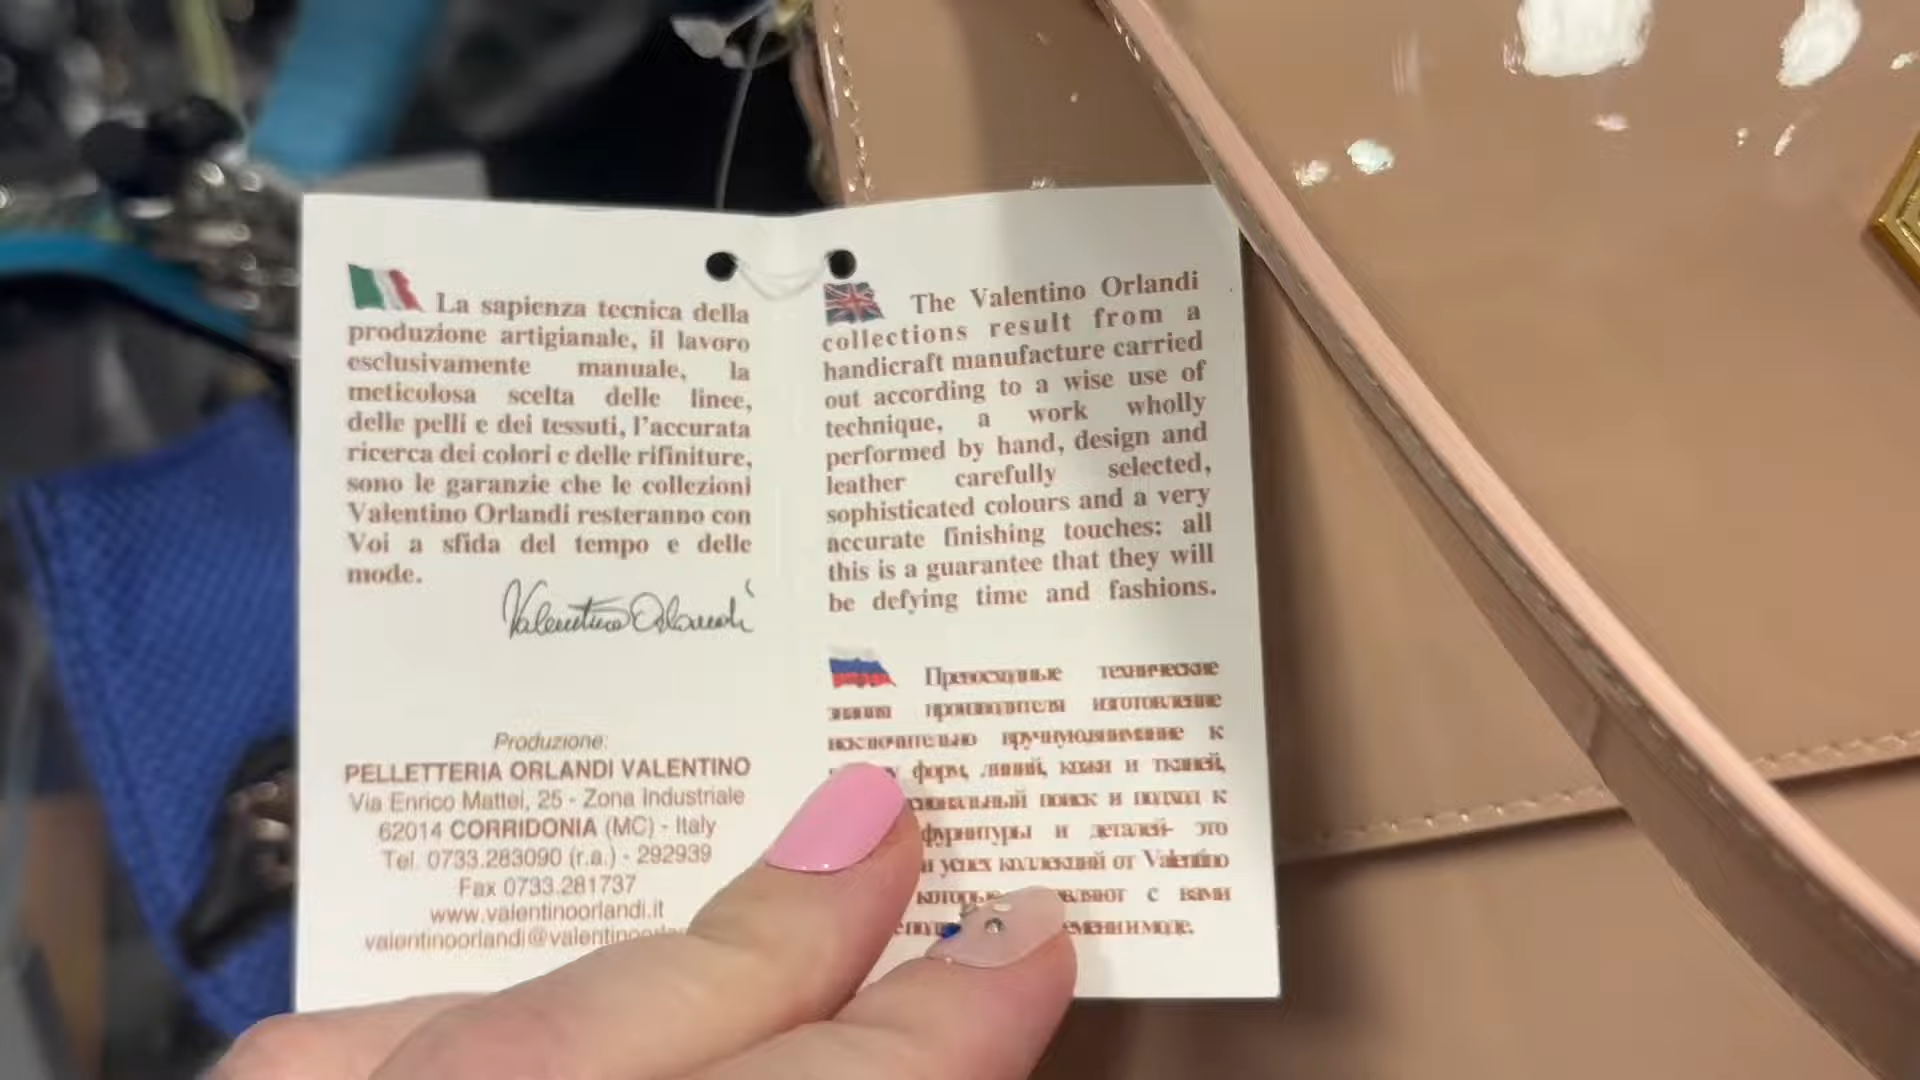 La sapienza tecnica della
produzione artigianale, il lavoro
esclusivamente manuale, la
meticolosa scelta delle linee,
delle pelli e dei tessuti, l'accurata
ricerca dei colori e delle rifiniture,
sono le garanzie che le collezioni
Valentino Orlandi resteranno con
Voi a sfida del tempo e delle
mode.
Valentino Orlandi
Produzione:
PELLETTERIA ORLANDI VALENTINO
Via Enrico Mattei, 25 - Zona Industriale
62014 CORRIDONIA (MC) - Italy
Tel. 0733.283090 (r.a.) - 292939
Fax 0733.281737
www.valentinoorlandi.it
The Valentino Orlandi
collections result from a
handicraft manufacture carried
out according to a wise use of
technique, a work wholly
performed by hand, design and
leather carefully selected,
sophisticated colours and a very
accurate finishing touches: all
this is a guarantee that they will
be defying time and fashions.
Превосходные технические
знания производителя изготовление
исключительно вручную внимание к
форм, линий, кожи и тканей,
поиск и подход к
фурнитуры и деталей- это
и успех коллекций от Valentino
с вами